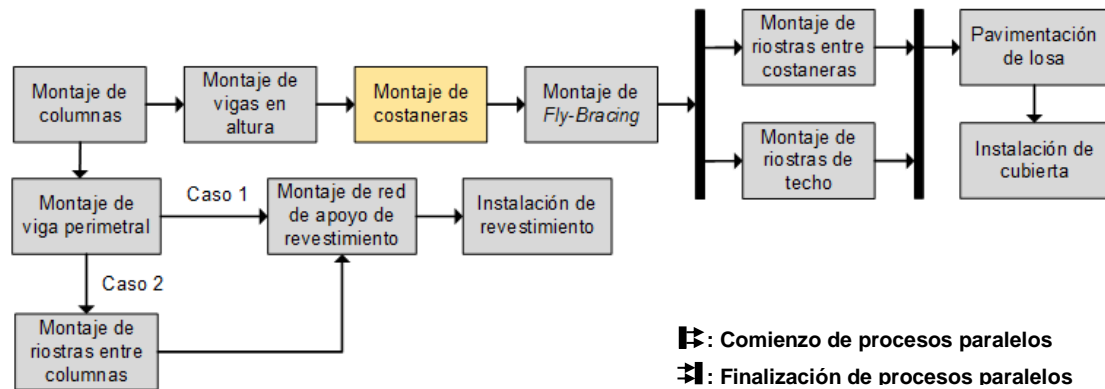 Montaje de
columnas
Montaje de
vigas en
altura
Montaje de
costaneras
Montaje de
Fly-Bracing
Montaje de
riostras entre
costaneras
Montaje de
riostras de
techo
Pavimentación
de losa
Instalación de
cubierta
Montaje de
viga perimetral
Caso 1
Montaje de red
de apoyo de
revestimiento
Instalación de
revestimiento
Caso 2
Montaje de
riostras entre
columnas
: Comienzo de procesos paralelos
: Finalización de procesos paralelos